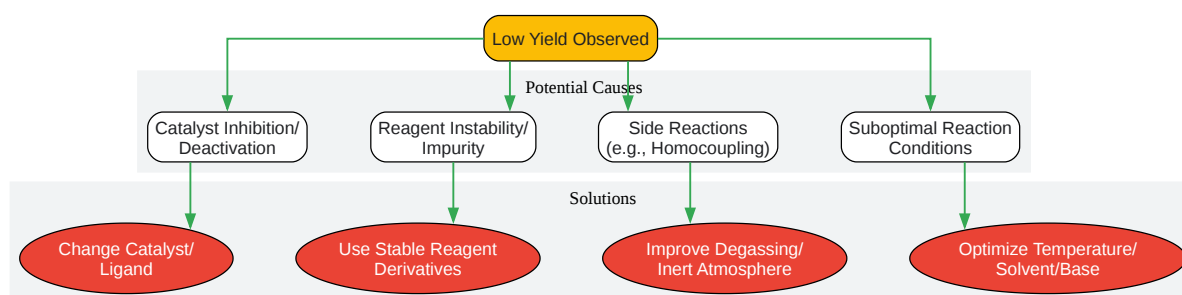 Low Yield Observed
Potential Causes
Catalyst Inhibition/
Deactivation
Reagent Instability/
Impurity
Side Reactions
(e.g., Homocoupling)
Suboptimal Reaction
Conditions
Solutions
Change Catalyst/
Ligand
Use Stable Reagent
Derivatives
Improve Degassing/
Inert Atmosphere
Optimize Temperature/
Solvent/Base